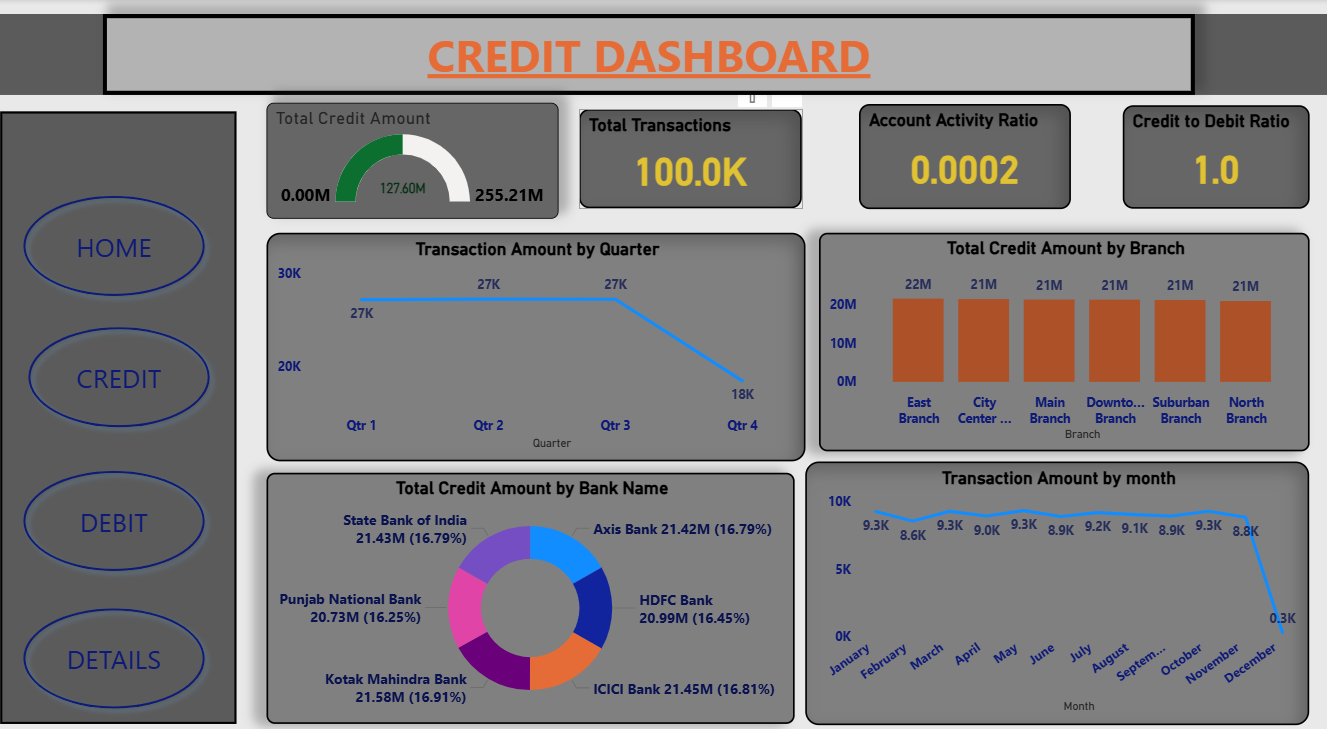 CREDIT DASHBOARD
HOME
CREDIT
DEBIT
DETAILS
Total Credit Amount
0.00M
127.60M
255.21M
Total Transactions
100.0K
Account Activity Ratio
0.0002
Credit to Debit Ratio
1.0
Transaction Amount by Quarter
30K
20K
27K
27K
27K
18K
Qtr 1
Qtr 2
Qtr 3
Qtr 4
Quarter
Total Credit Amount by Branch
20M
10M
0M
22M
21M
21M
21M
21M
21M
East
Branch
City
Center ...
Main
Branch
Downto...
Branch
Suburban
Branch
North
Branch
Branch
Total Credit Amount by Bank Name
State Bank of India
21.43M (16.79%)
Axis Bank 21.42M (16.79%)
Punjab National Bank
20.73M (16.25%)
HDFC Bank
20.99M (16.45%)
Kotak Mahindra Bank
21.58M (16.91%)
ICICI Bank 21.45M (16.81%)
Transaction Amount by month
10K
5K
0K
9.3K
8.6K
9.3K
9.0K
9.3K
8.9K
9.2K
9.1K
8.9K
9.3K
8.8K
0.3K
January
February
March
April
May
June
July
August
Septem...
October
November
December
Month